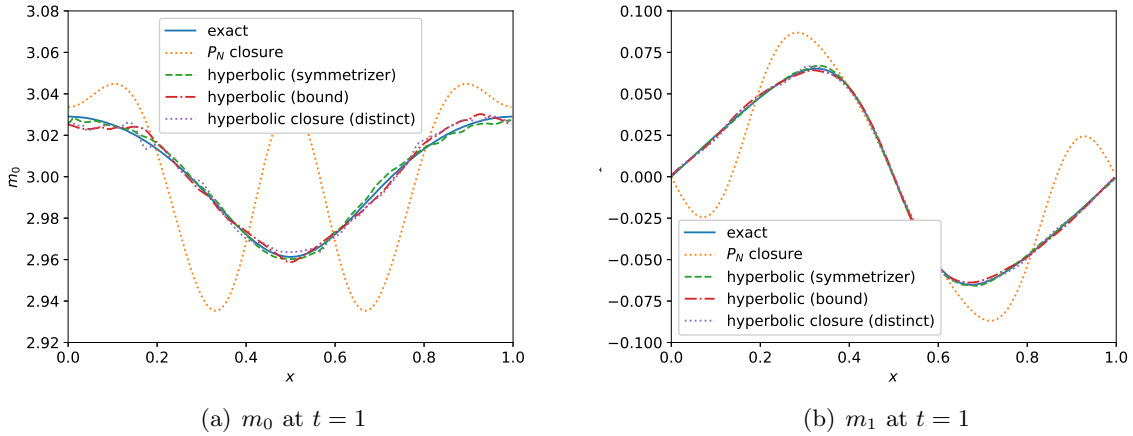 3.08
3.06
3.04
3.02
3.00
2.98
2.96
2.94
2.92
m₀
0.0 0.2 0.4 0.6 0.8 1.0
x
exact
P_N closure
hyperbolic (symmetrizer)
hyperbolic (bound)
hyperbolic closure (distinct)
(a) m₀ at t = 1
0.100
0.075
0.050
0.025
0.000
−0.025
−0.050
−0.075
−0.100
0.0 0.2 0.4 0.6 0.8 1.0
x
exact
P_N closure
hyperbolic (symmetrizer)
hyperbolic (bound)
hyperbolic closure (distinct)
(b) m₁ at t = 1